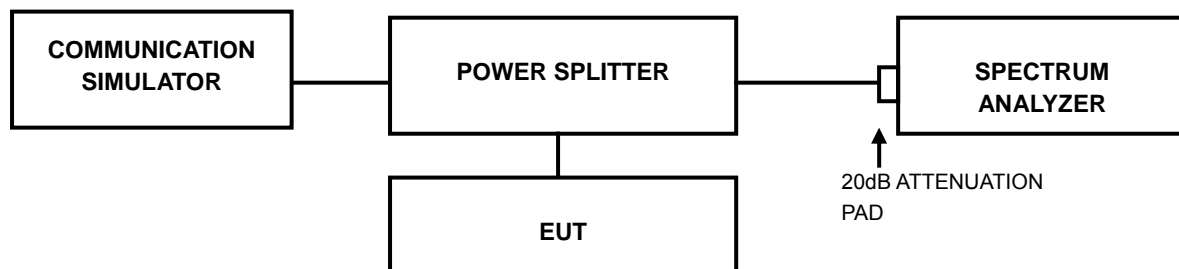 COMMUNICATION
SIMULATOR
POWER SPLITTER
SPECTRUM
ANALYZER
20dB ATTENUATION
PAD
EUT